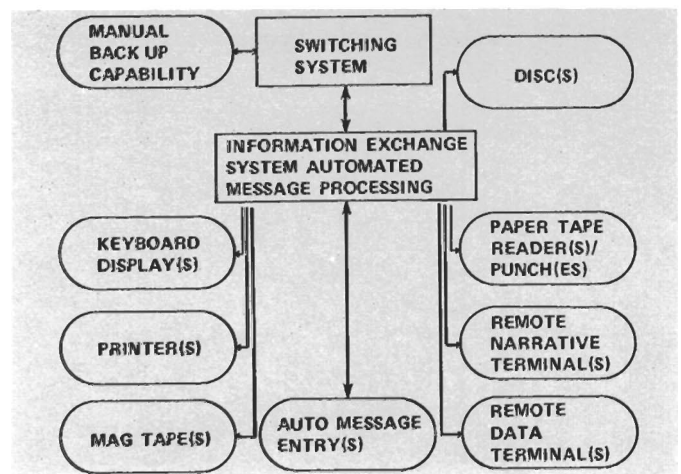 MANUAL
BACK UP
CAPABILITY
SWITCHING
SYSTEM
DISC(S)
INFORMATION EXCHANGE
SYSTEM AUTOMATED
MESSAGE PROCESSING
KEYBOARD
DISPLAY(S)
PAPER TAPE
READER(S)/
PUNCH(ES)
PRINTER(S)
REMOTE
NARRATIVE
TERMINAL(S)
MAG TAPE(S)
AUTO MESSAGE
ENTRY(S)
REMOTE
DATA
TERMINAL(S)